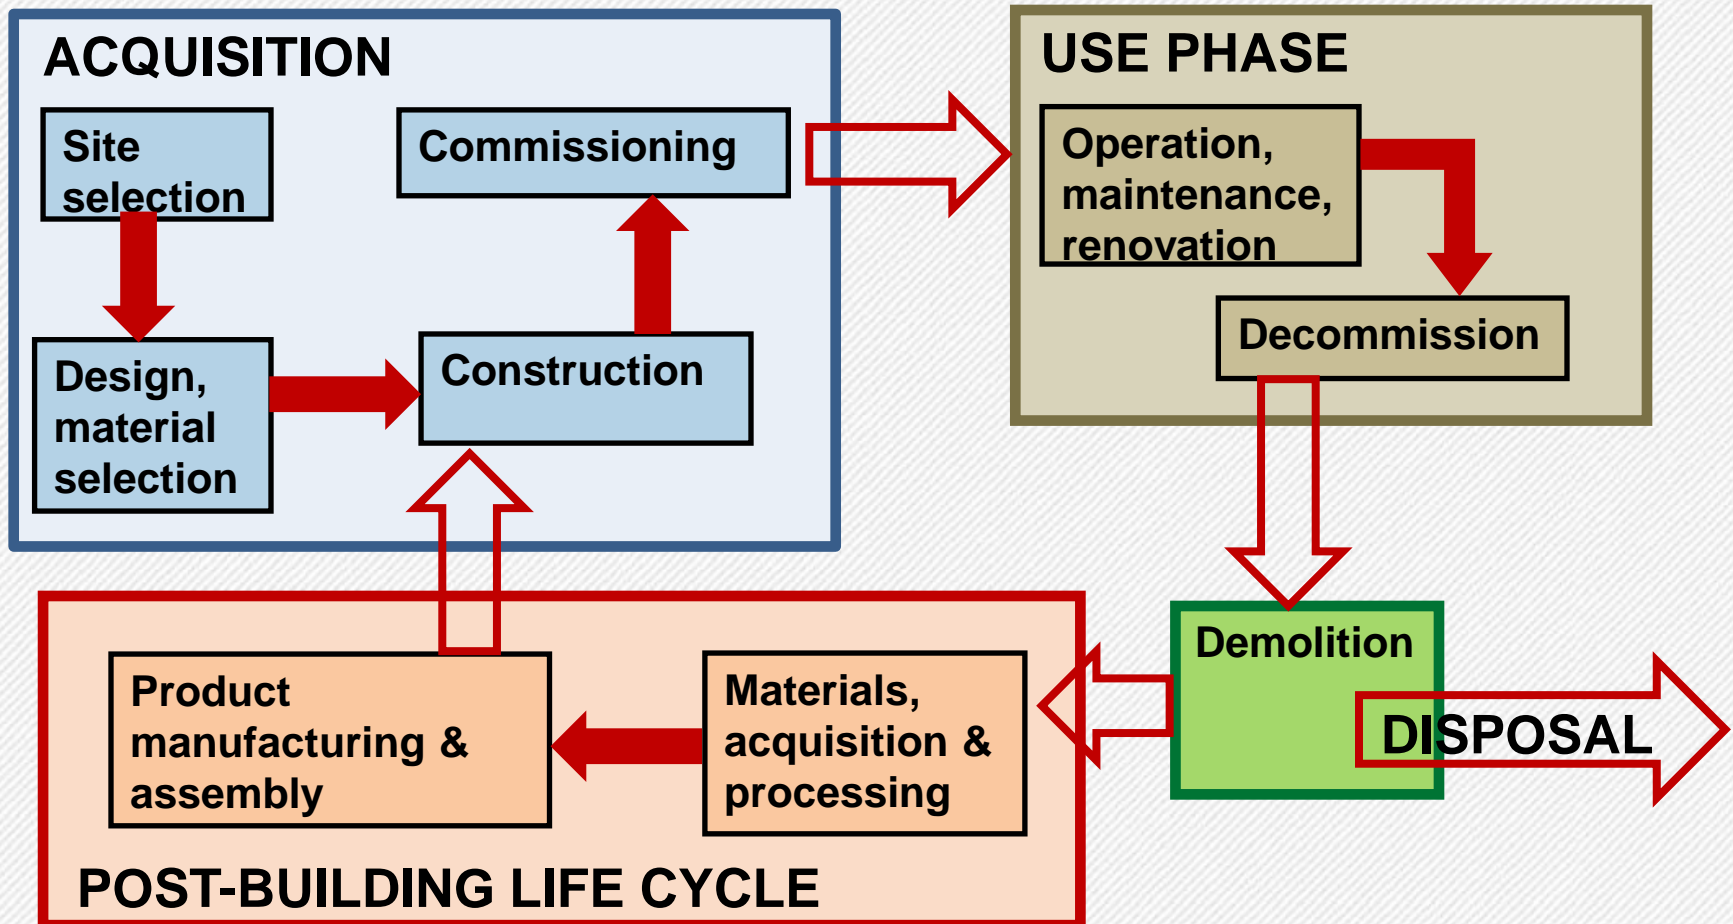 ACQUISITION
Site
selection
Commissioning
Design,
material
selection
Construction
USE PHASE
Operation,
maintenance,
renovation
Decommission
Demolition
DISPOSAL
Materials,
acquisition &
processing
Product
manufacturing &
assembly
POST-BUILDING LIFE CYCLE